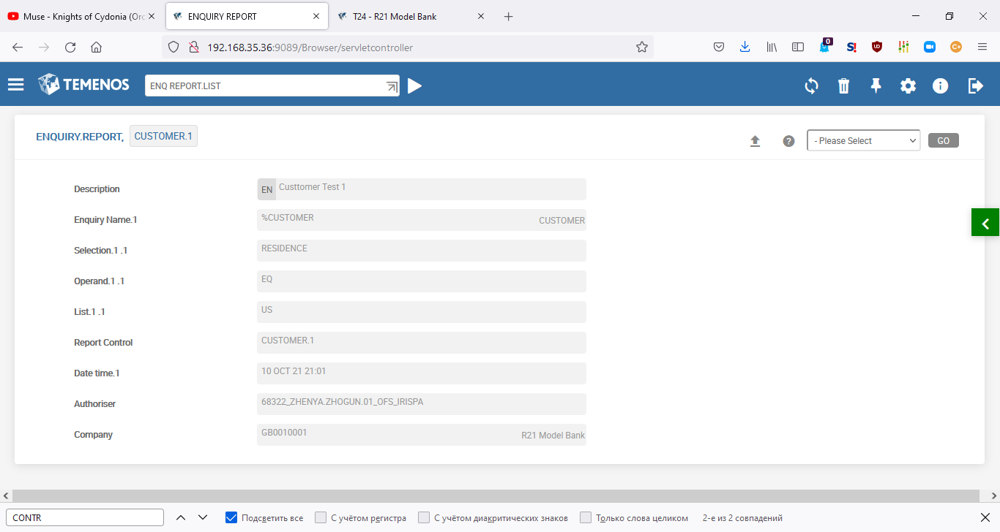 Muse - Knights of Cydonia (Orc
ENQUIRY REPORT
T24 - R21 Model Bank
192.168.35.36:9089/Browser/servletcontroller
0
S!
UD
C+
TEMENOS
ENQ REPORT.LIST
ENQUIRY.REPORT, CUSTOMER.1
- Please Select
GO
Description EN Custtomer Test 1
Enquiry Name.1 %CUSTOMER CUSTOMER
Selection.1 .1 RESIDENCE
Operand.1 .1 EQ
List.1 .1 US
Report Control CUSTOMER.1
Date time.1 10 OCT 21 21:01
Authoriser 68322_ZHENYA.ZHOGUN.01_OFS_IRISPA
Company GB0010001 R21 Model Bank
CONTR
Подсветить все
С учётом регистра
С учётом диакритических знаков
Только слова целиком
2-е из 2 совпадений